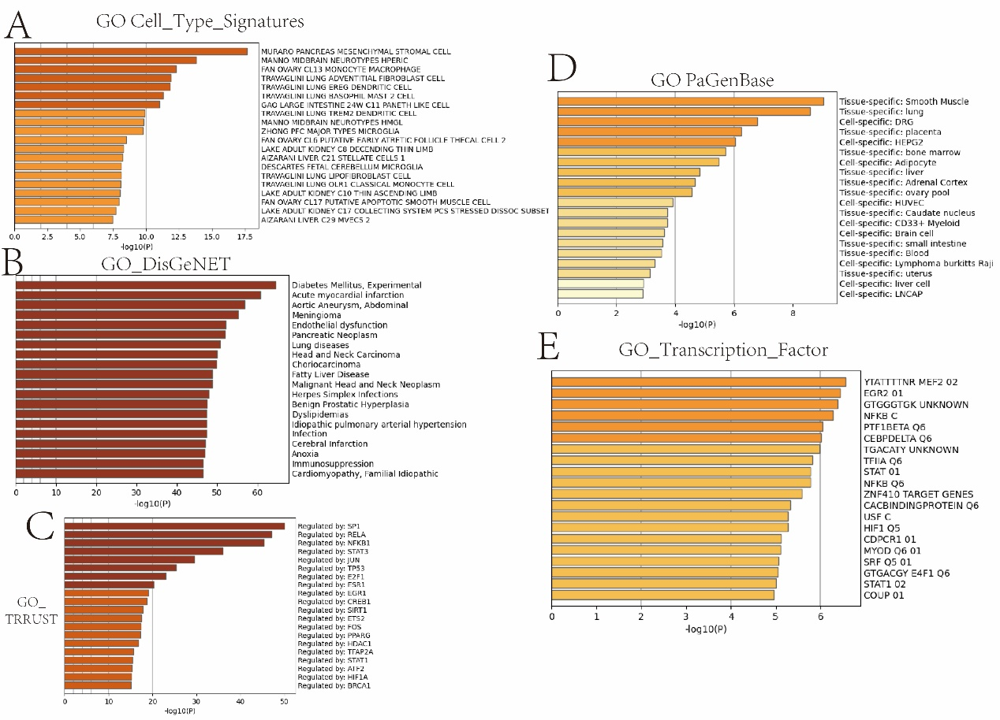 A
GO Cell_Type_Signatures
MURARO PANCREAS MESENCHYMAL STROMAL CELL
MANNO MIDBRAIN NEUROTYPES HPERIC
FAN OVARY CL13 MONOCYTE MACROPHAGE
TRAVAGLINI LUNG ADVENTITIAL FIBROBLAST CELL
TRAVAGLINI LUNG EREG DENDRITIC CELL
TRAVAGLINI LUNG BASOPHIL MAST 2 CELL
GAO LARGE INTESTINE 24W C11 PANETH LIKE CELL
TRAVAGLINI LUNG TREM2 DENDRITIC CELL
MANNO MIDBRAIN NEUROTYPES HMGL
ZHONG PFC MAJOR TYPES MICROGLIA
FAN OVARY CL6 PUTATIVE EARLY ATRETIC FOLLICLE THECAL CELL 2
LAKE ADULT KIDNEY C8 DECENDING THIN LIMB
AIZARANI LIVER C21 STELLATE CELLS 1
DESCARTES FETAL CEREBELLUM MICROGLIA
TRAVAGLINI LUNG LIPOFIBROBLAST CELL
TRAVAGLINI LUNG OLR1 CLASSICAL MONOCYTE CELL
LAKE ADULT KIDNEY C10 THIN ASCENDING LIMB
FAN OVARY CL17 PUTATIVE APOPTOTIC SMOOTH MUSCLE CELL
LAKE ADULT KIDNEY C17 COLLECTING SYSTEM PCS STRESSED DISSOC SUBSET
AIZARANI LIVER C29 MVECS 2
0.0 2.5 5.0 7.5 10.0 12.5 15.0 17.5
-log10(P)
B
GO_DisGeNET
Diabetes Mellitus, Experimental
Acute myocardial infarction
Aortic Aneurysm, Abdominal
Meningioma
Endothelial dysfunction
Pancreatic Neoplasm
Lung diseases
Head and Neck Carcinoma
Choriocarcinoma
Fatty Liver Disease
Malignant Head and Neck Neoplasm
Herpes Simplex Infections
Benign Prostatic Hyperplasia
Dyslipidemias
Idiopathic pulmonary arterial hypertension
Infection
Cerebral Infarction
Anoxia
Immunosuppression
Cardiomyopathy, Familial Idiopathic
0 10 20 30 40 50 60
-log10(P)
C
GO_
TRRUST
Regulated by: SP1
Regulated by: RELA
Regulated by: NFKB1
Regulated by: STAT3
Regulated by: JUN
Regulated by: TP53
Regulated by: E2F1
Regulated by: ESR1
Regulated by: EGR1
Regulated by: CREB1
Regulated by: SIRT1
Regulated by: ETS2
Regulated by: FOS
Regulated by: PPARG
Regulated by: HDAC1
Regulated by: TFAP2A
Regulated by: STAT1
Regulated by: ATF2
Regulated by: HIF1A
Regulated by: BRCA1
0 10 20 30 40 50
-log10(P)
D
GO PaGenBase
Tissue-specific: Smooth Muscle
Tissue-specific: lung
Cell-specific: DRG
Tissue-specific: placenta
Cell-specific: HEPG2
Tissue-specific: bone marrow
Cell-specific: Adipocyte
Tissue-specific: liver
Tissue-specific: Adrenal Cortex
Tissue-specific: ovary pool
Cell-specific: HUVEC
Tissue-specific: Caudate nucleus
Cell-specific: CD33+ Myeloid
Cell-specific: Brain cell
Tissue-specific: small intestine
Tissue-specific: Blood
Cell-specific: Lymphoma burkitts Raji
Tissue-specific: uterus
Cell-specific: liver cell
Cell-specific: LNCAP
0 2 4 6 8
-log10(P)
E
GO_Transcription_Factor
YTATTTTNR MEF2 02
EGR2 01
GTGGGTGK UNKNOWN
NFKB C
PTF1BETA Q6
CEBPDELTA Q6
TGACATY UNKNOWN
TFIIA Q6
STAT 01
NFKB Q6
ZNF410 TARGET GENES
CACBINDINGPROTEIN Q6
USF C
HIF1 Q5
CDPCR1 01
MYOD Q6 01
SRF Q5 01
GTGACGY E4F1 Q6
STAT1 02
COUP 01
0 1 2 3 4 5 6
-log10(P)